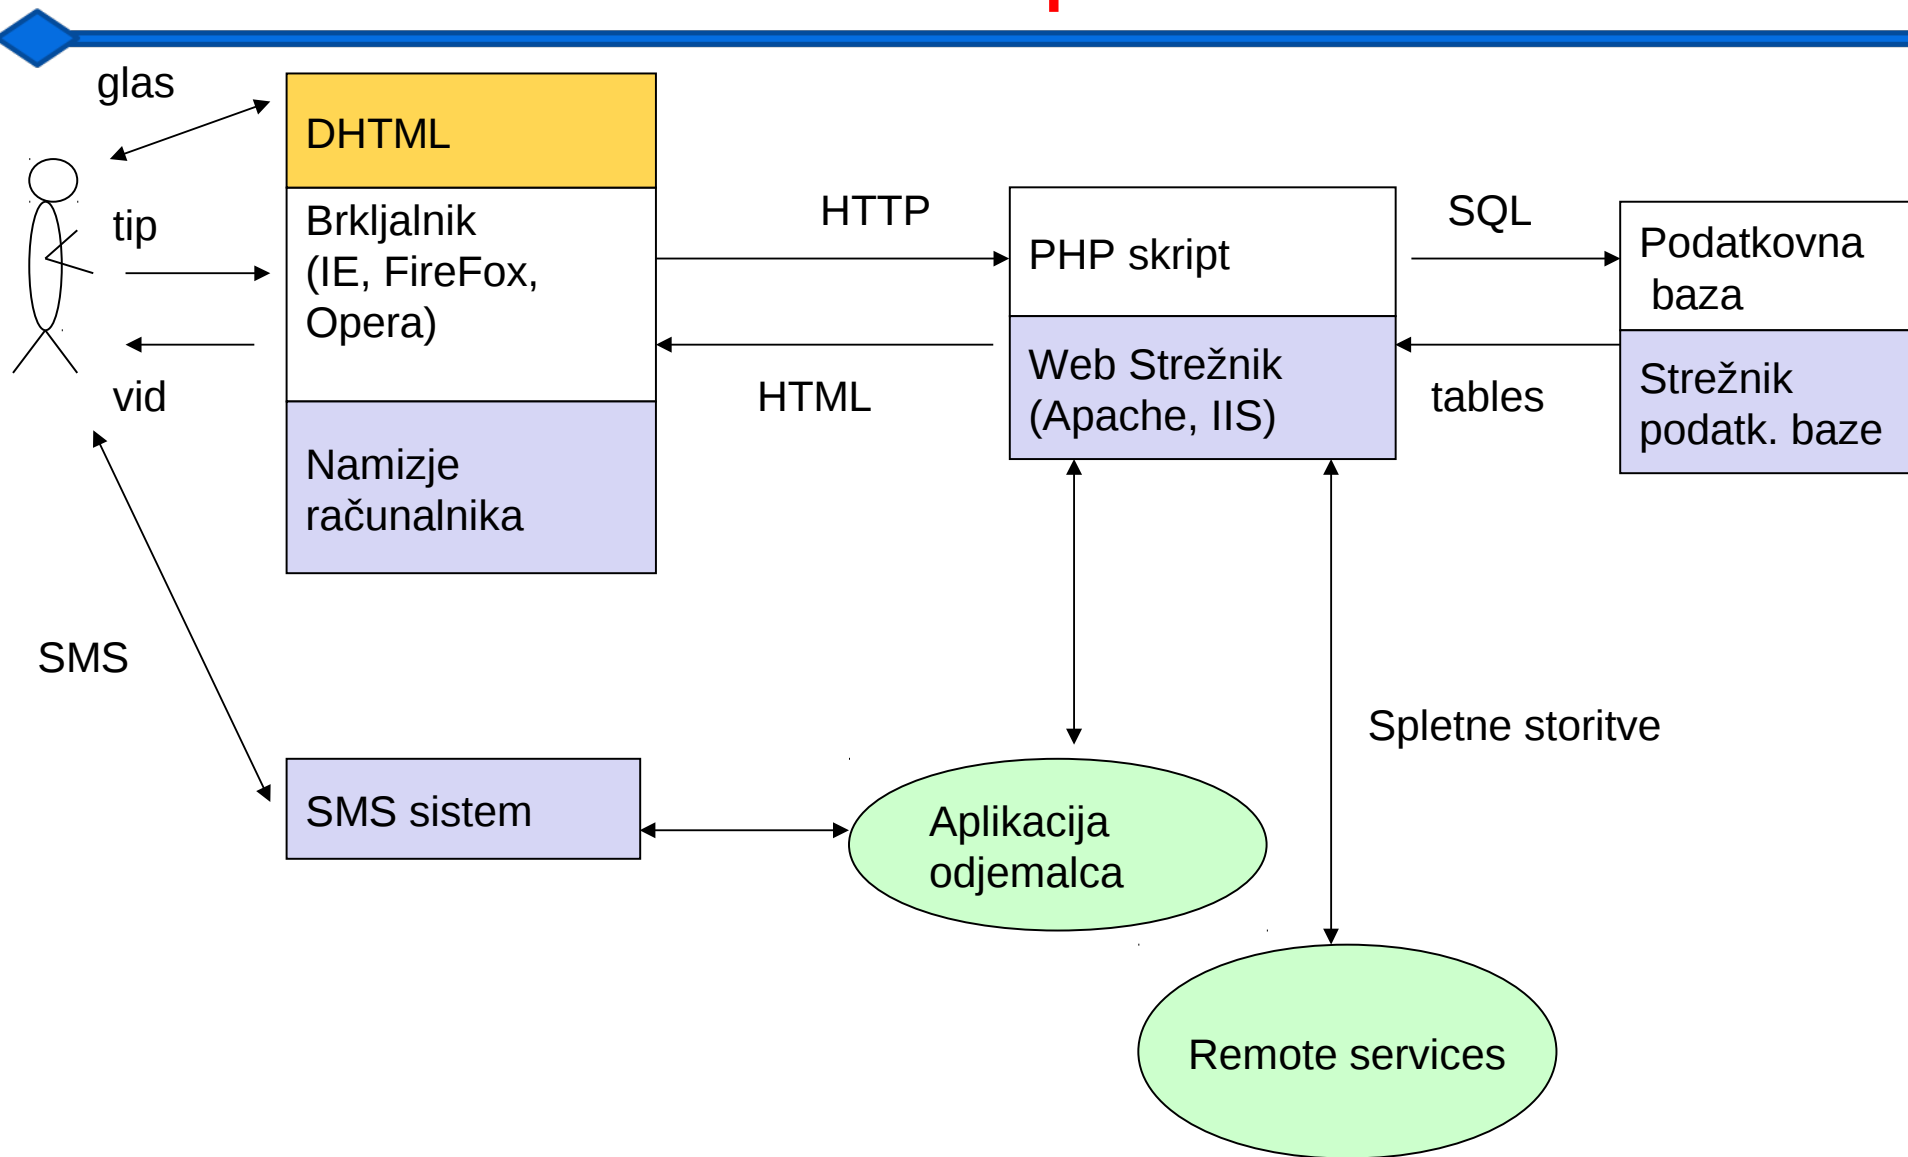 glas
DHTML
tip
Brkljalnik
(IE, FireFox,
Opera)
HTTP
PHP skript
SQL
Podatkovna
baza
vid
HTML
Web Strežnik
(Apache, IIS)
tables
Strežnik
podatk. baze
Namizje
računalnika
SMS
Spletne storitve
SMS sistem
Aplikacija
odjemalca
Remote services